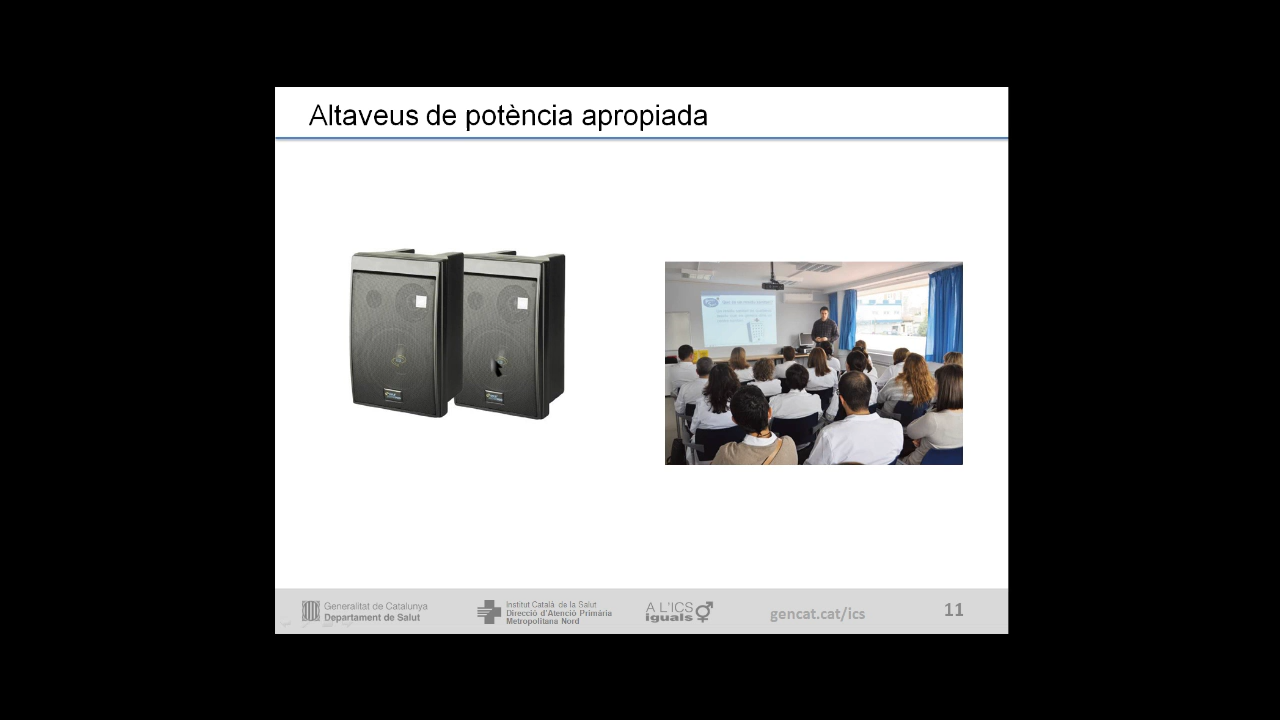 Altaveus de potència apropiada
Generalitat de Catalunya
Departament de Salut
Institut Català de la Salut
Direcció d'Atenció Primària
Metropolitana Nord
A L'ICS
iguals
gencat.cat/ics
11